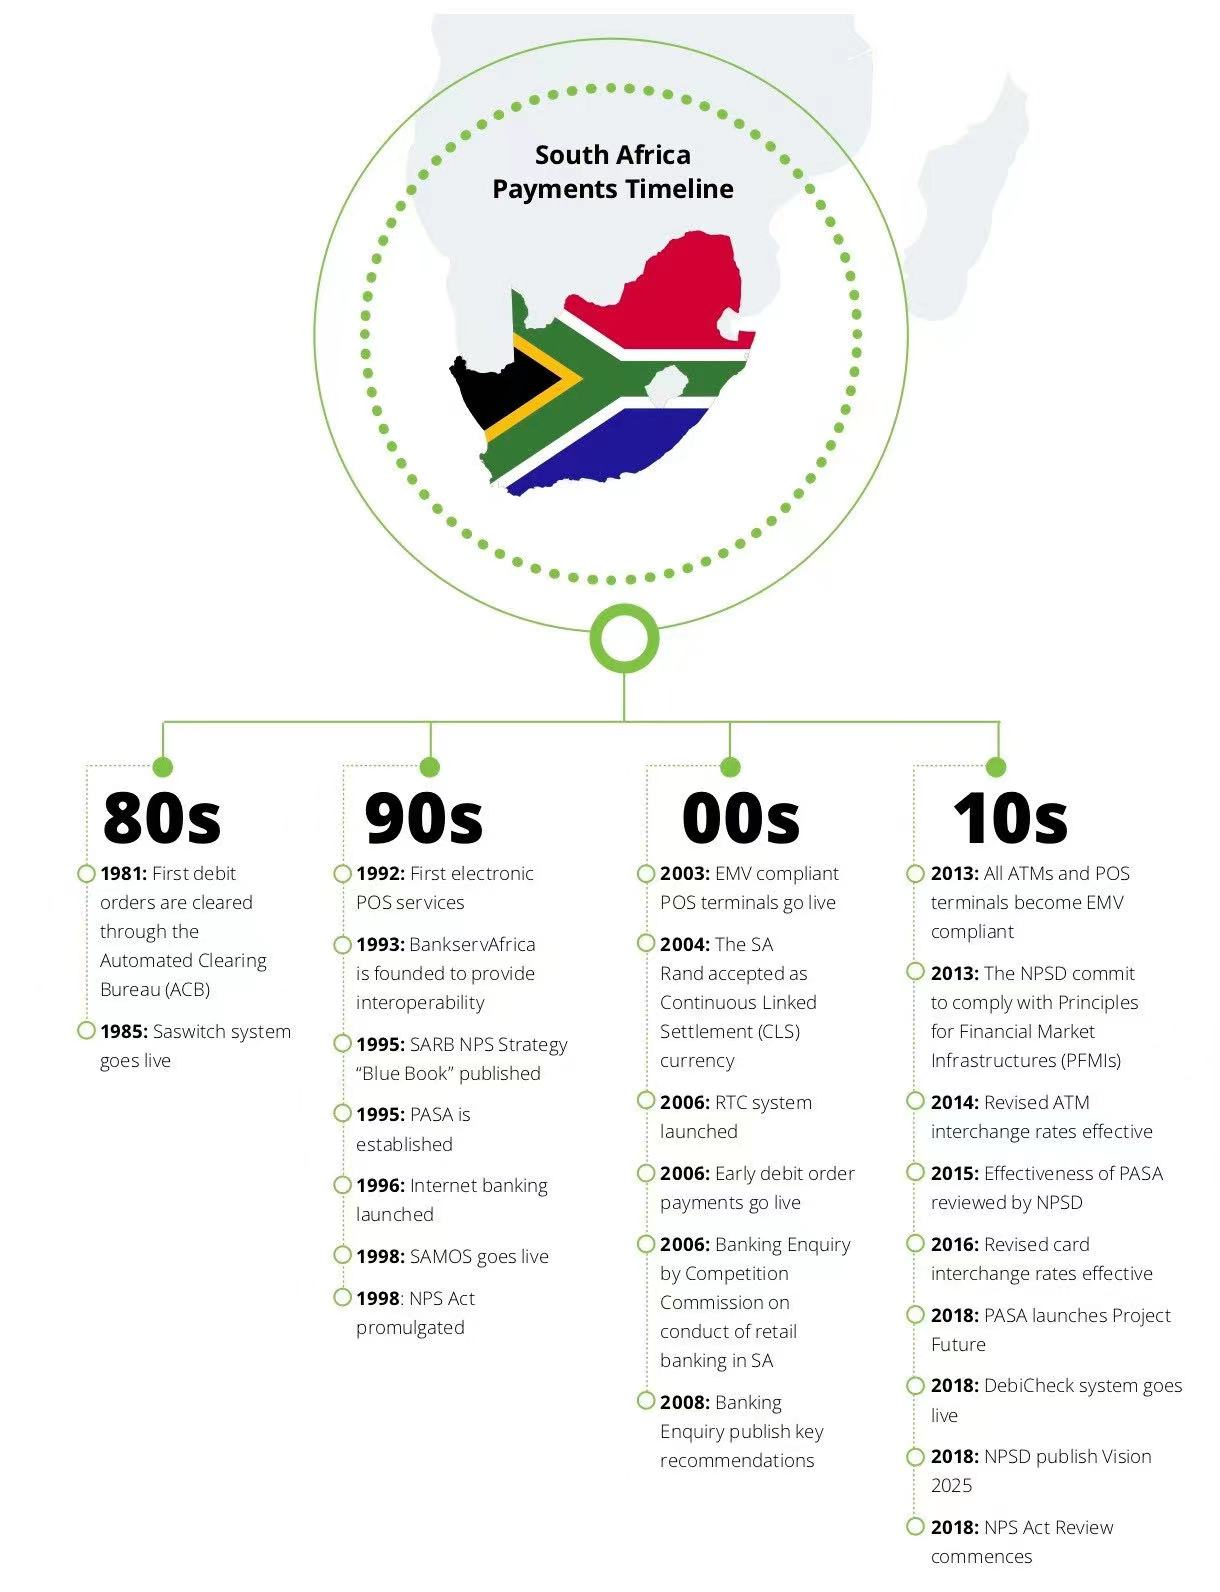 South Africa
Payments Timeline
80s
1981: First debit
orders are cleared
through the
Automated Clearing
Bureau (ACB)
1985: Saswitch system
goes live
90s
1992: First electronic
POS services
1993: BankservAfrica
is founded to provide
interoperability
1995: SARB NPS Strategy
“Blue Book” published
1995: PASA is
established
1996: Internet banking
launched
1998: SAMOS goes live
1998: NPS Act
promulgated
00s
2003: EMV compliant
POS terminals go live
2004: The SA
Rand accepted as
Continuous Linked
Settlement (CLS)
currency
2006: RTC system
launched
2006: Early debit order
payments go live
2006: Banking Enquiry
by Competition
Commission on
conduct of retail
banking in SA
2008: Banking
Enquiry publish key
recommendations
10s
2013: All ATMs and POS
terminals become EMV
compliant
2013: The NPSD commit
to comply with Principles
for Financial Market
Infrastructures (PFMIs)
2014: Revised ATM
interchange rates effective
2015: Effectiveness of PASA
reviewed by NPSD
2016: Revised card
interchange rates effective
2018: PASA launches Project
Future
2018: DebiCheck system goes
live
2018: NPSD publish Vision
2025
2018: NPS Act Review
commences